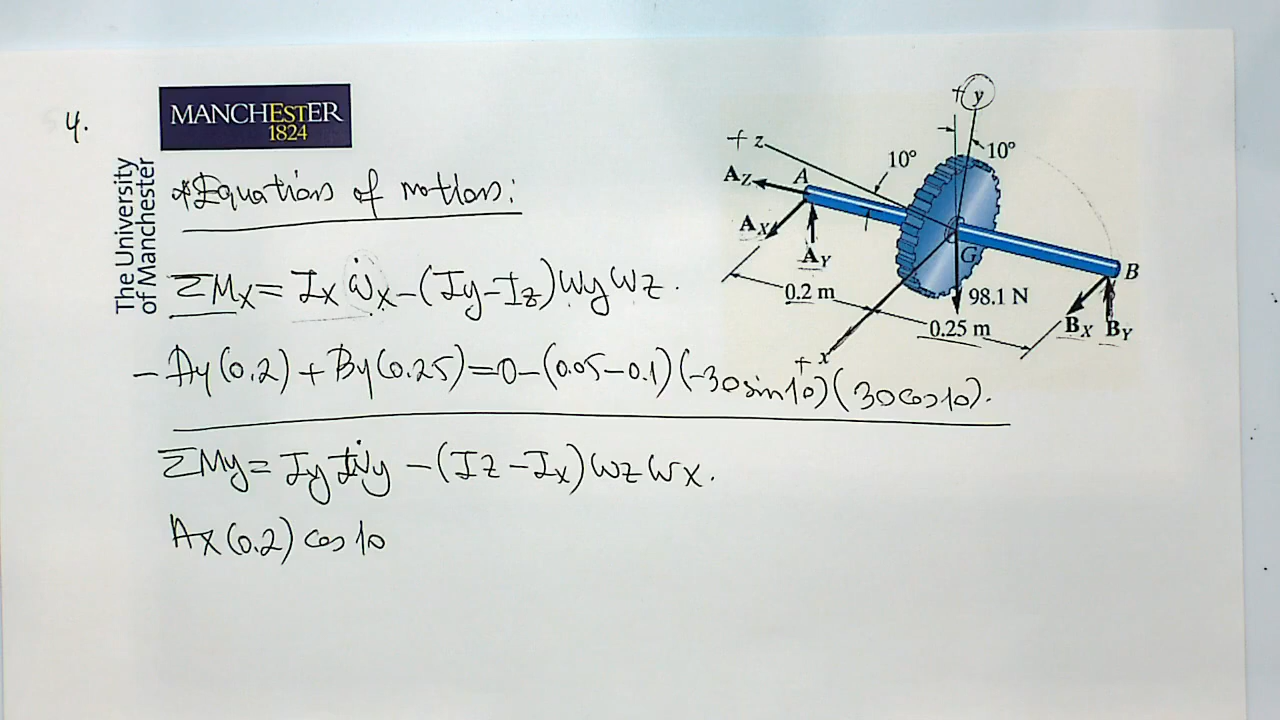 4.
MANCHESTER
1824
The University
of Manchester
*Equations of motions:
ΣMx = Ix ω̇x - (Iy - Iz) ωy ωz.
- Ay (0.2) + By (0.25) = 0 - (0.05 - 0.1) (-30 sin 10) (30 cos 10).
ΣMy = Iy ω̇y - (Iz - Ix) ωz ωx.
Ax (0.2) cos 10
+ y
10°
+ z
10°
AZ
A
AX
AY
G
B
0.2 m
98.1 N
0.25 m
BX BY
+ x